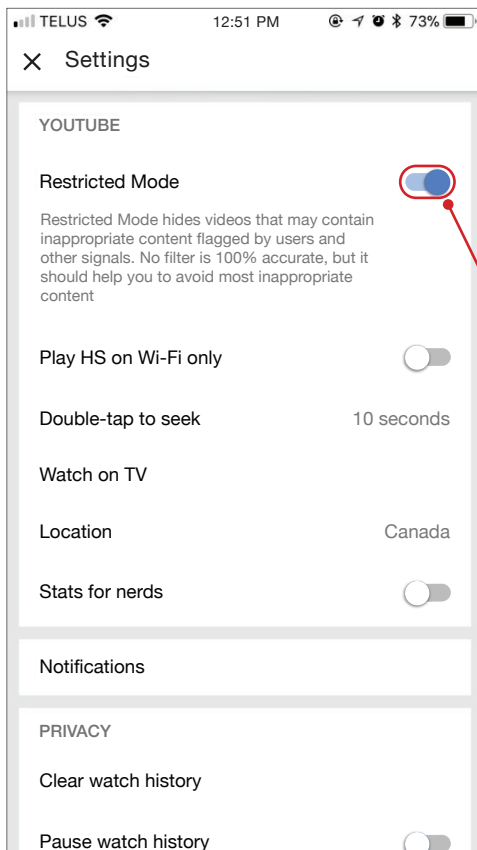 TELUS 12:51 PM 73%
Settings
YOUTUBE
Restricted Mode
Restricted Mode hides videos that may contain
inappropriate content flagged by users and
other signals. No filter is 100% accurate, but it
should help you to avoid most inappropriate
content
Play HS on Wi-Fi only
Double-tap to seek 10 seconds
Watch on TV
Location Canada
Stats for nerds
Notifications
PRIVACY
Clear watch history
Pause watch history